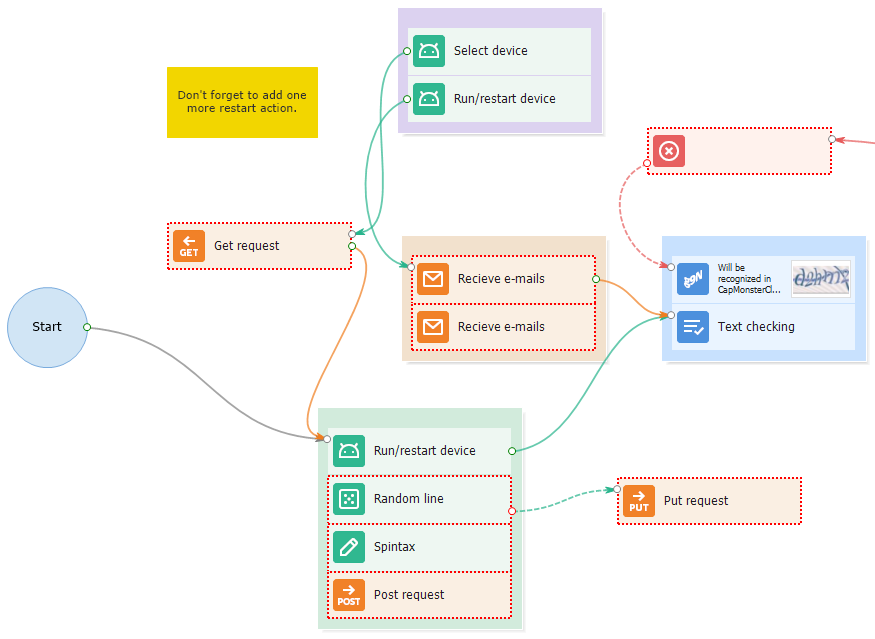 Select device
Run/restart device
Don't forget to add one
more restart action.
GET
Get request
Recieve e-mails
Recieve e-mails
Will be
recognized in
CapMonsterCl...
Text checking
Start
Run/restart device
Random line
Spintax
POST
Post request
PUT
Put request